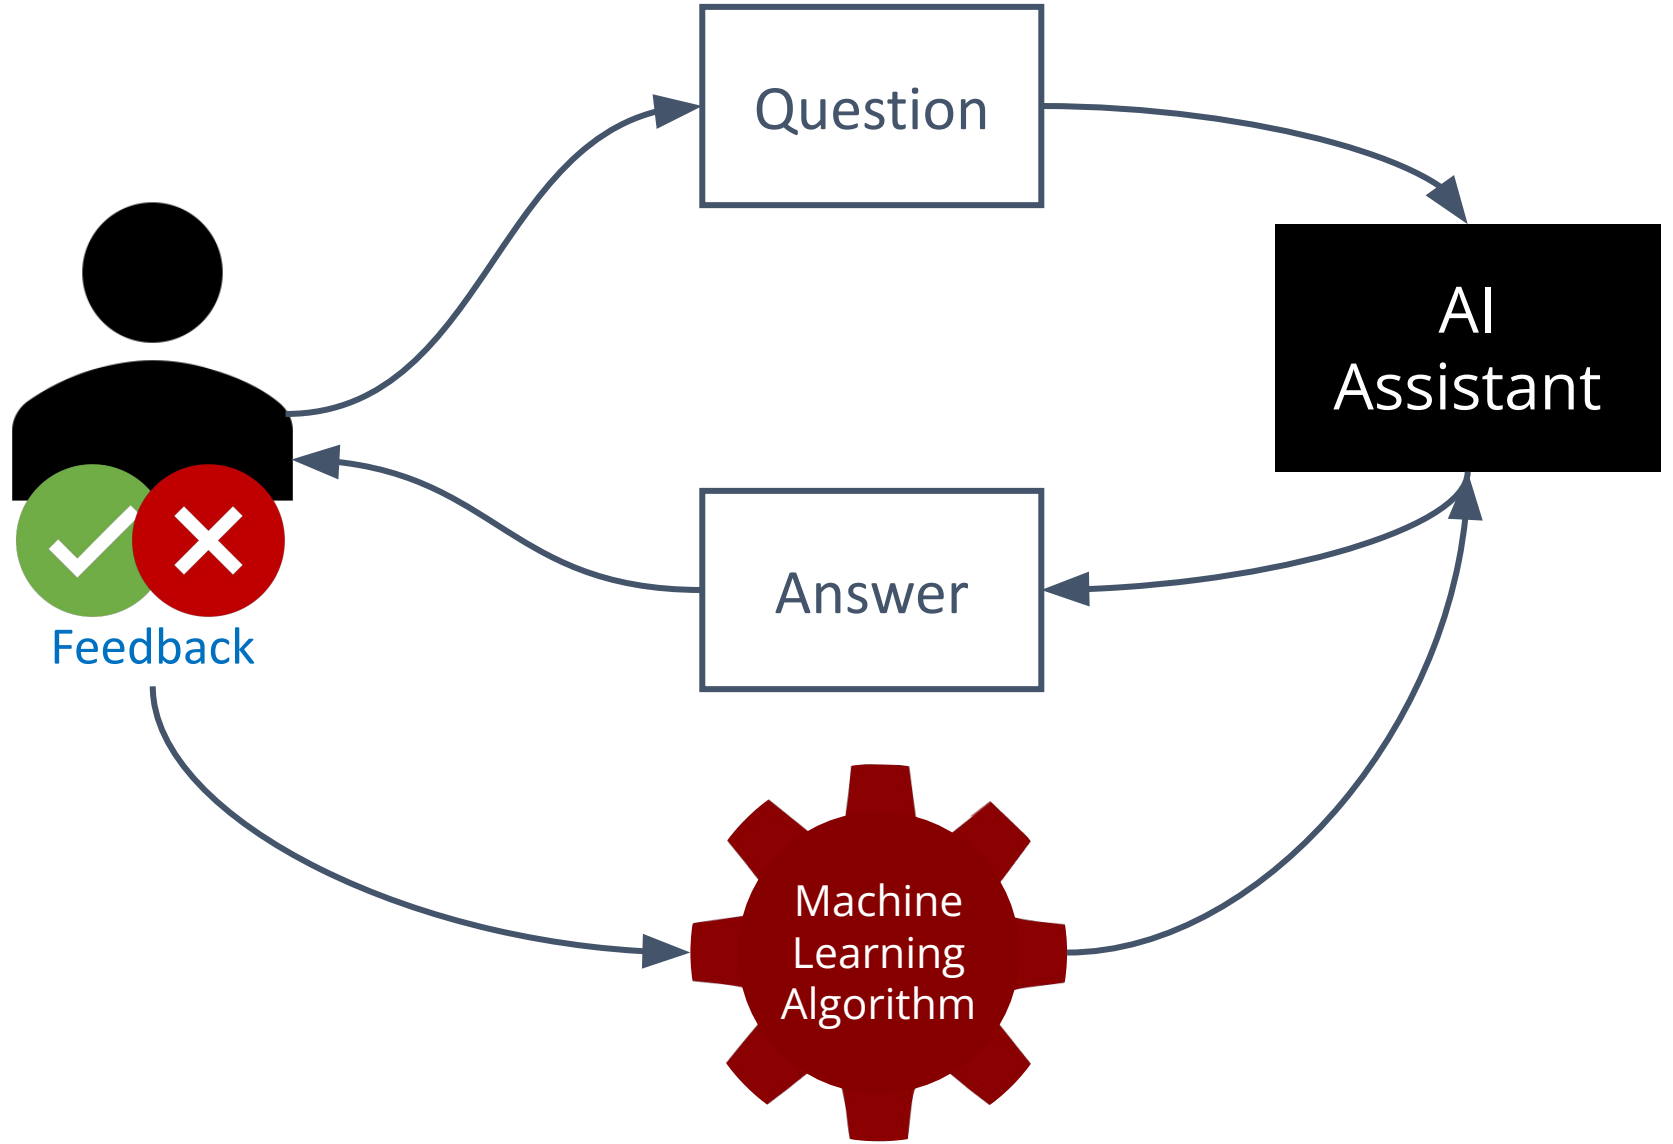 Question
AI
Assistant
Answer
Feedback
Machine
Learning
Algorithm